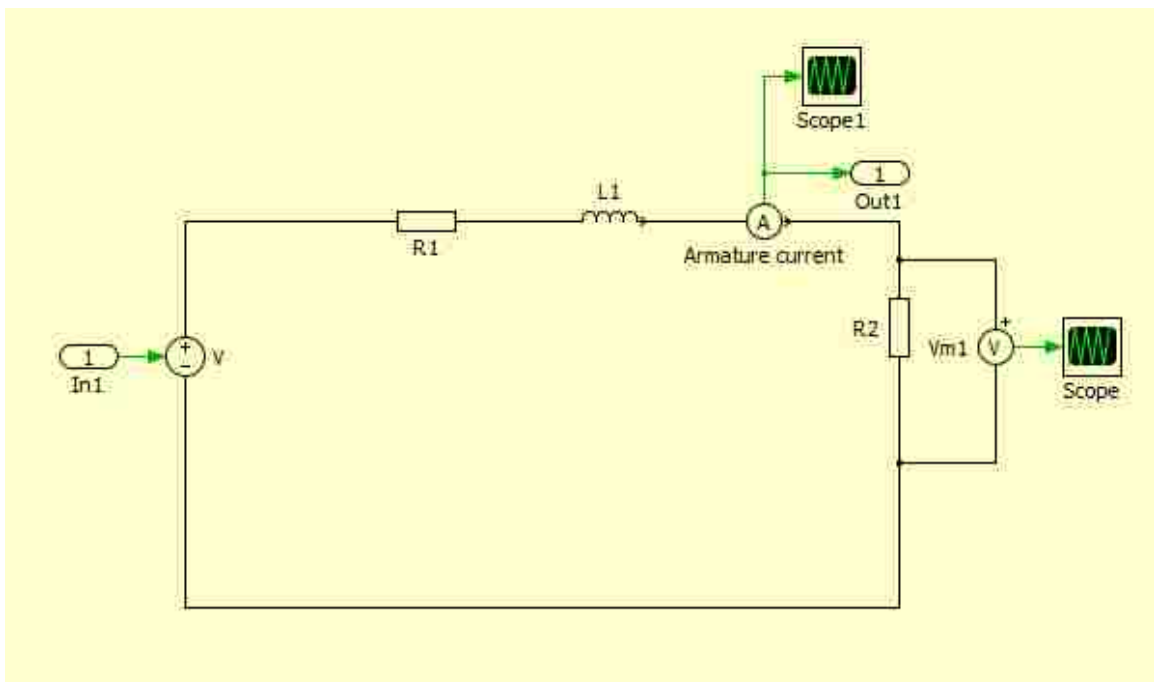 Scope1
1
Out1
L1
A
R1
Armature current
R2
+
Vm1
V
Scope
1
In1
+
−
V